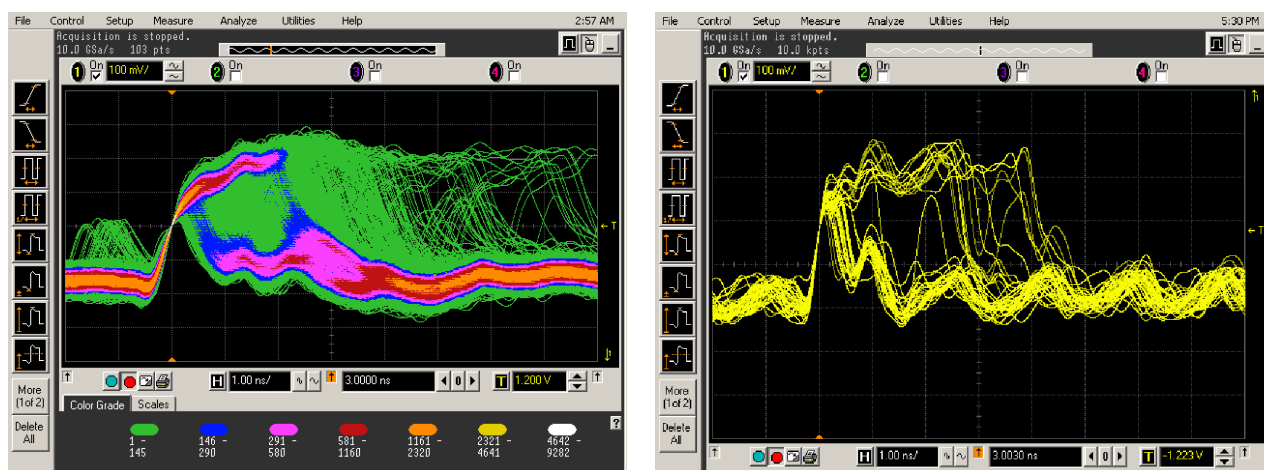 File Control Setup Measure Analyze Utilities Help 2:57 AM
Acquisition is stopped.
10.0 GSa/s 103 pts
1 On 100 mV/ 2 On 3 On 4 On
T
More
(1of 2)
Delete
All
H 1.00 ns/ 3.0000 ns 0 T 1.200 V
Color Grade Scales
?
1 - 146 - 291 - 581 - 1161 - 2321 - 4642 -
145 290 580 1160 2320 4641 9282
File Control Setup Measure Analyze Utilities Help 5:30 PM
Acquisition is stopped.
10.0 GSa/s 10.0 kpts
1 On 100 mV/ 2 On 3 On 4 On
T
More
(1of 2)
Delete
All
H 1.00 ns/ 3.0030 ns 0 T -1.223 V